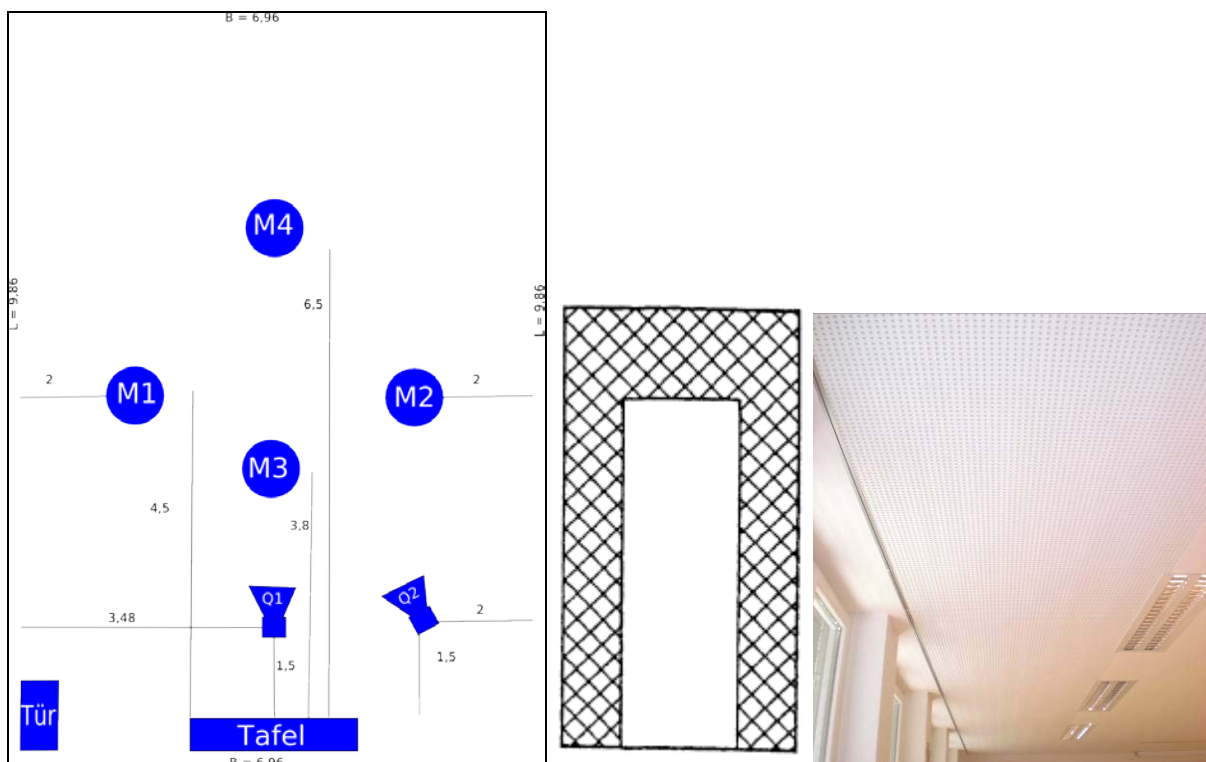 B = 6,96
M4
L = 9,86
L = 9,86
6,5
2
M1
M2
2
M3
4,5
3,8
Q1
Q2
3,48
2
1,5
1,5
Tür
Tafel
B = 6,96